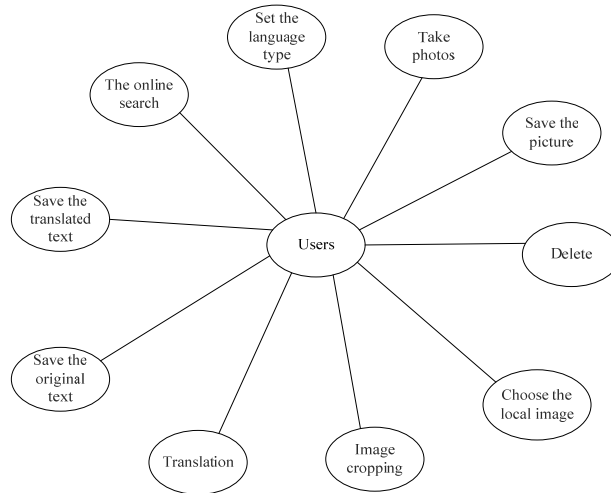 Set the
language
type
Take
photos
The online
search
Save the
picture
Save the
translated
text
Users
Delete
Save the
original
text
Choose the
local image
Translation
Image
cropping